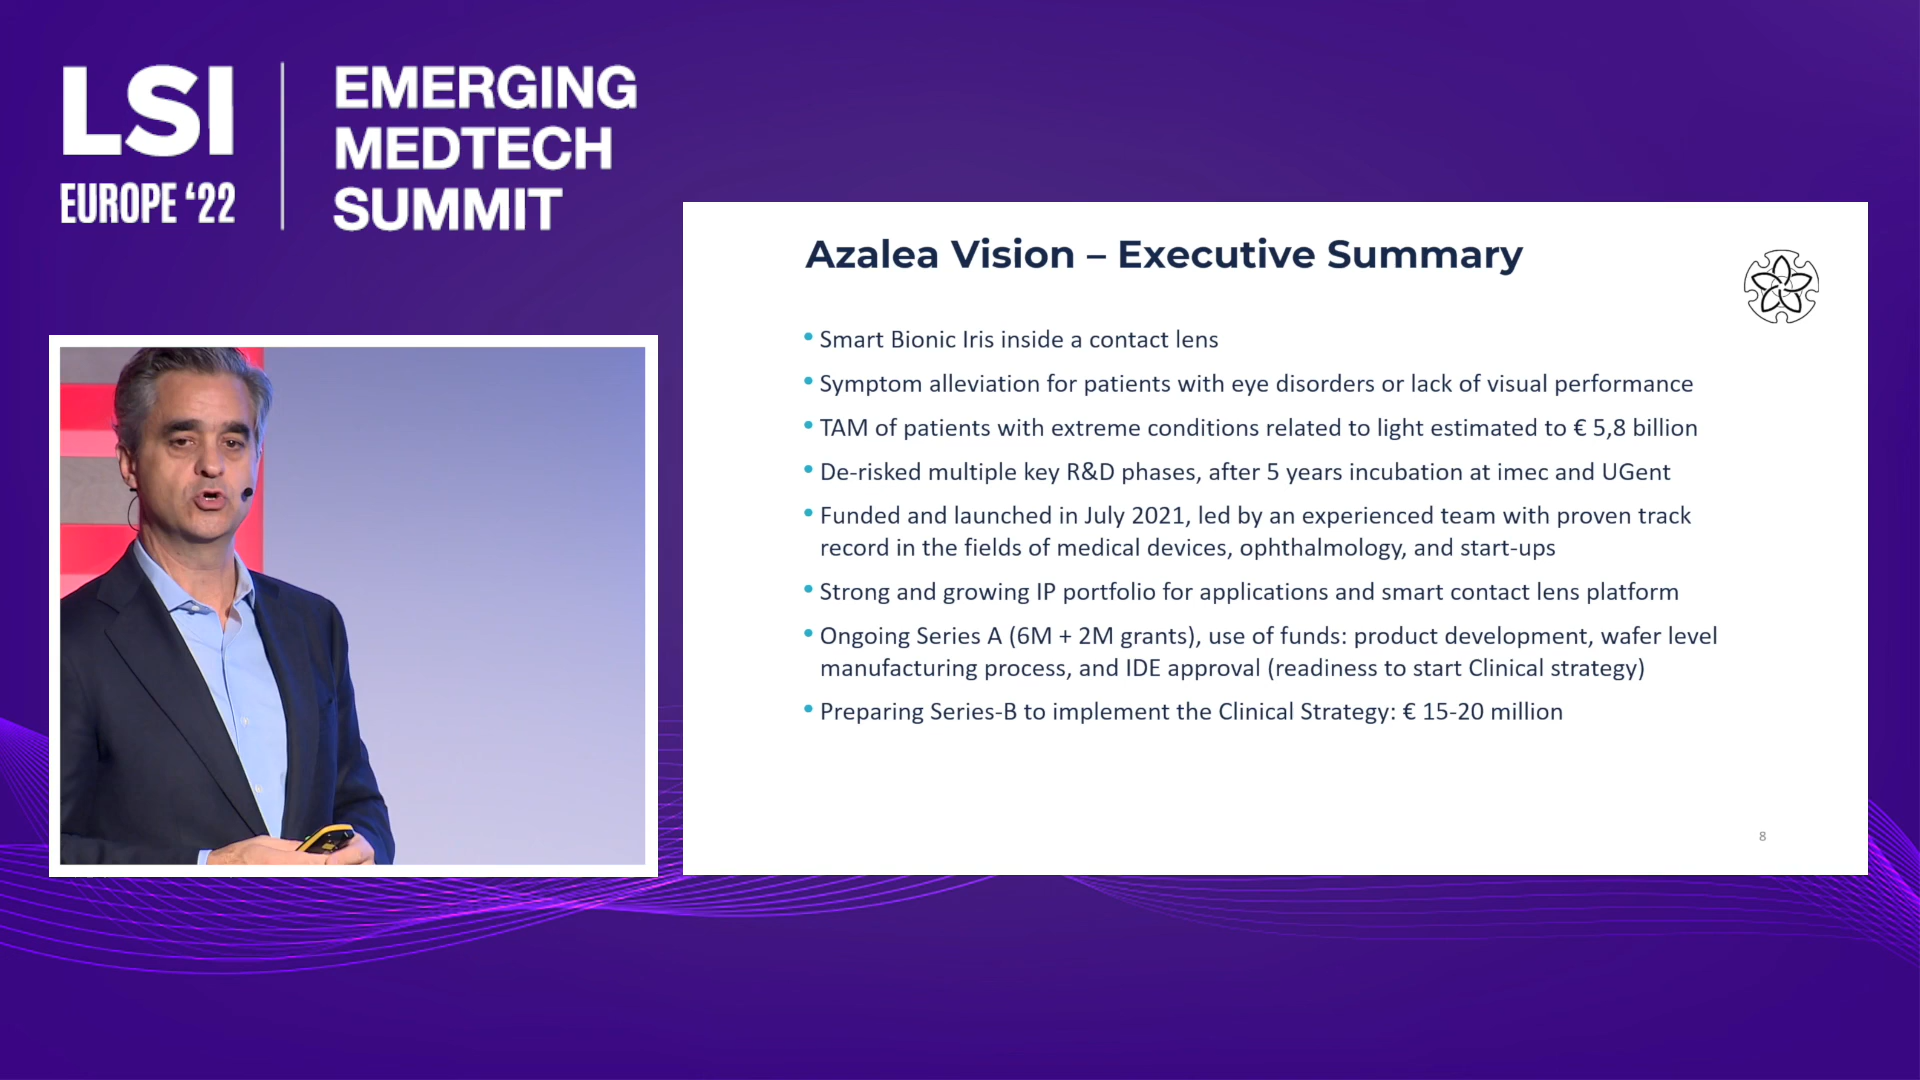 LSI
EUROPE ‘22
EMERGING
MEDTECH
SUMMIT
Azalea Vision – Executive Summary
• Smart Bionic Iris inside a contact lens
• Symptom alleviation for patients with eye disorders or lack of visual performance
• TAM of patients with extreme conditions related to light estimated to € 5,8 billion
• De-risked multiple key R&D phases, after 5 years incubation at imec and UGent
• Funded and launched in July 2021, led by an experienced team with proven track
record in the fields of medical devices, ophthalmology, and start-ups
• Strong and growing IP portfolio for applications and smart contact lens platform
• Ongoing Series A (6M + 2M grants), use of funds: product development, wafer level
manufacturing process, and IDE approval (readiness to start Clinical strategy)
• Preparing Series-B to implement the Clinical Strategy: € 15-20 million
8